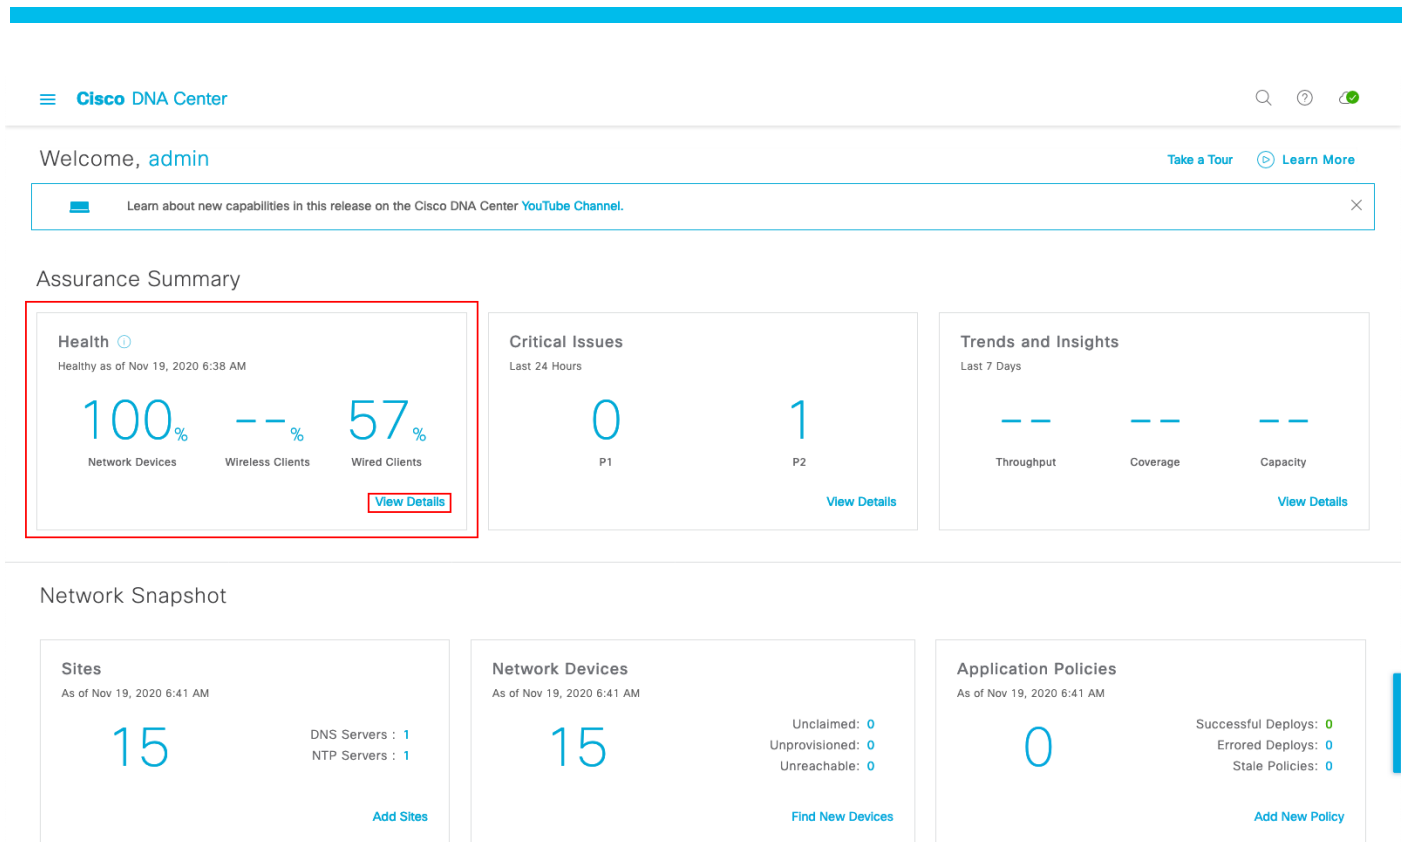 Cisco DNA Center
Welcome, admin
Take a Tour
Learn More
Learn about new capabilities in this release on the Cisco DNA Center YouTube Channel.
Assurance Summary
Health
Healthy as of Nov 19, 2020 6:38 AM
100% --% 57%
Network Devices Wireless Clients Wired Clients
View Details
Critical Issues
Last 24 Hours
0 1
P1 P2
View Details
Trends and Insights
Last 7 Days
-- -- --
Throughput Coverage Capacity
View Details
Network Snapshot
Sites
As of Nov 19, 2020 6:41 AM
15
DNS Servers : 1
NTP Servers : 1
Add Sites
Network Devices
As of Nov 19, 2020 6:41 AM
15
Unclaimed: 0
Unprovisioned: 0
Unreachable: 0
Find New Devices
Application Policies
As of Nov 19, 2020 6:41 AM
0
Successful Deploys: 0
Errored Deploys: 0
Stale Policies: 0
Add New Policy